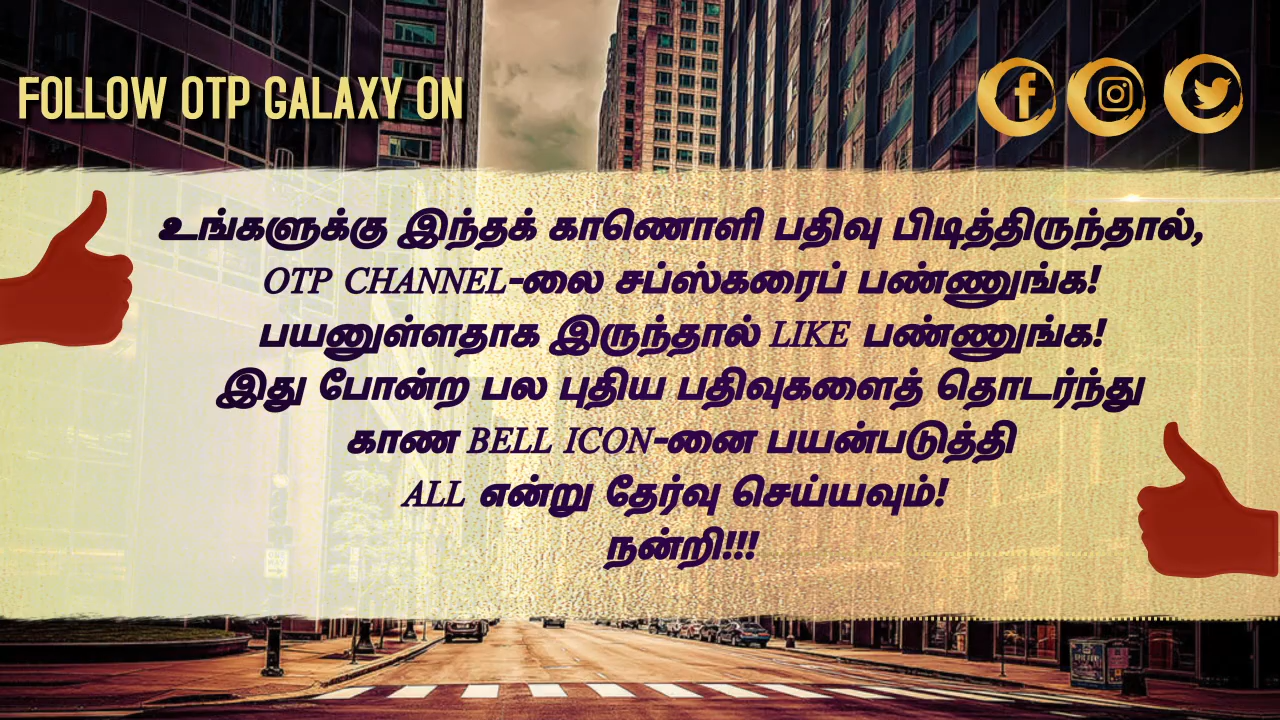 FOLLOW OTP GALAXY ON
உங்களுக்கு இந்தக் காணொளி பதிவு பிடித்திருந்தால்,
OTP CHANNEL-லை சப்ஸ்கரைப் பண்ணுங்க!
பயனுள்ளதாக இருந்தால் LIKE பண்ணுங்க!
இது போன்ற பல புதிய பதிவுகளைத் தொடர்ந்து
காண BELL ICON-னை பயன்படுத்தி
ALL என்று தேர்வு செய்யவும்!
நன்றி!!!